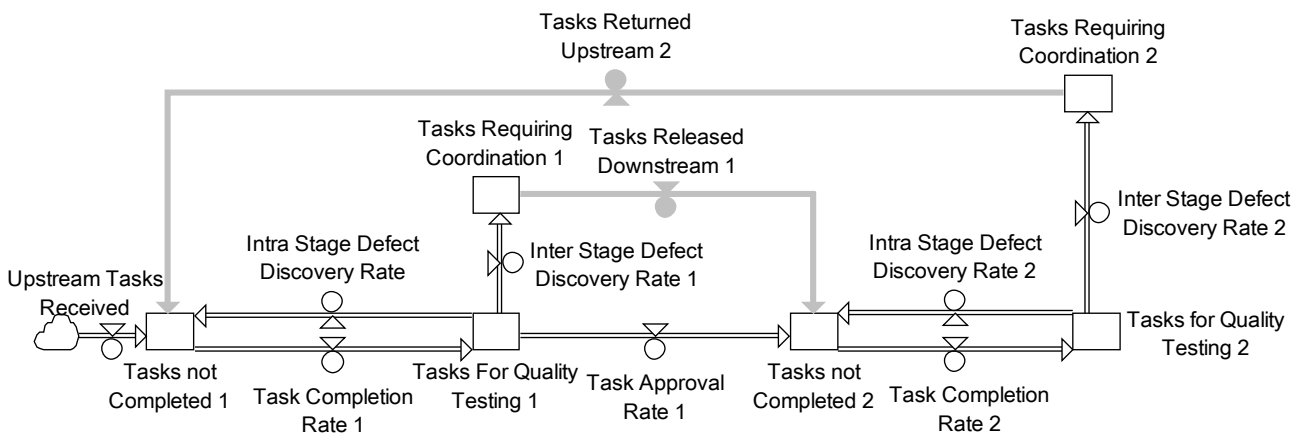 Tasks Returned
Upstream 2
Tasks Requiring
Coordination 2
Tasks Requiring
Coordination 1
Tasks Released
Downstream 1
Inter Stage Defect
Discovery Rate 2
Intra Stage Defect
Discovery Rate
Inter Stage Defect
Discovery Rate 1
Intra Stage Defect
Discovery Rate 2
Upstream Tasks
Received
Tasks not
Completed 1
Task Completion
Rate 1
Tasks For Quality
Testing 1
Task Approval
Rate 1
Tasks not
Completed 2
Task Completion
Rate 2
Tasks for Quality
Testing 2